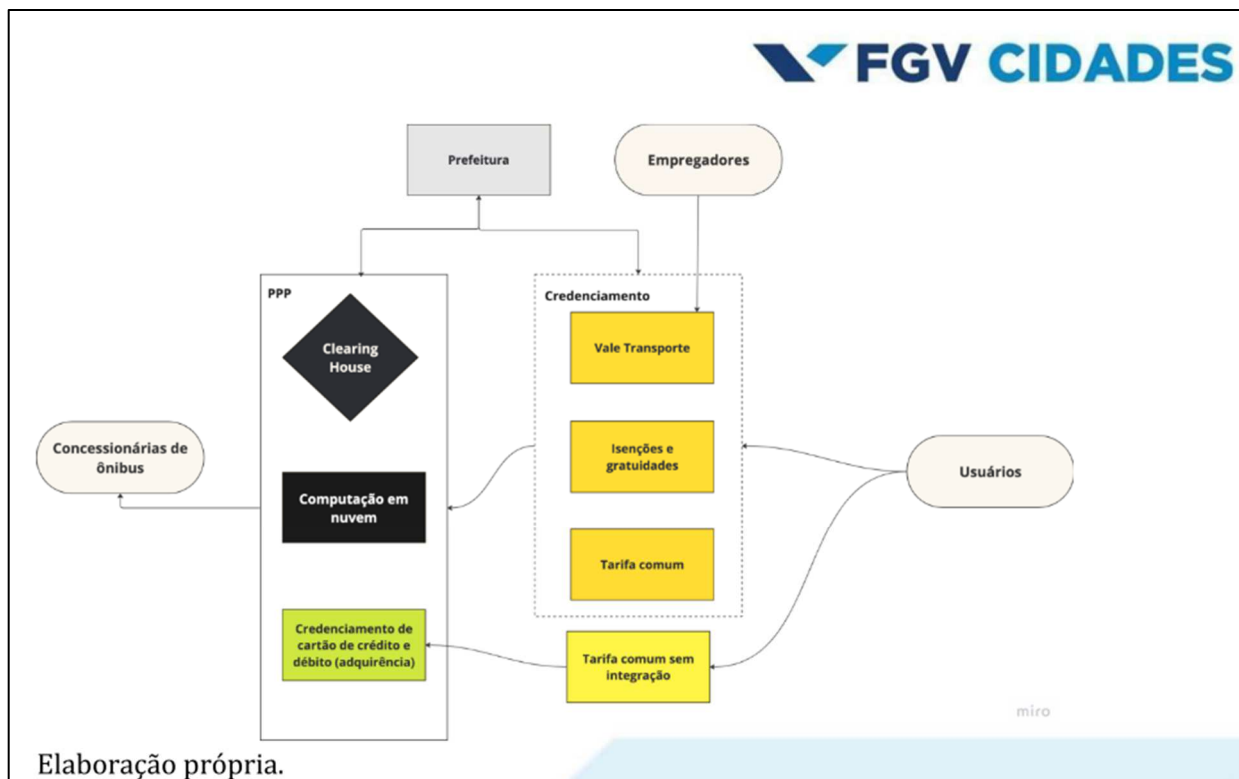 FGV CIDADES
Prefeitura
Empregadores
PPP
Clearing
House
Credenciamento
Vale Transporte
Concessionárias de
ônibus
Isenções e
gratuidades
Usuários
Computação em
nuvem
Tarifa comum
Credenciamento de
cartão de crédito e
débito (adquirência)
Tarifa comum sem
integração
miro
Elaboração própria.